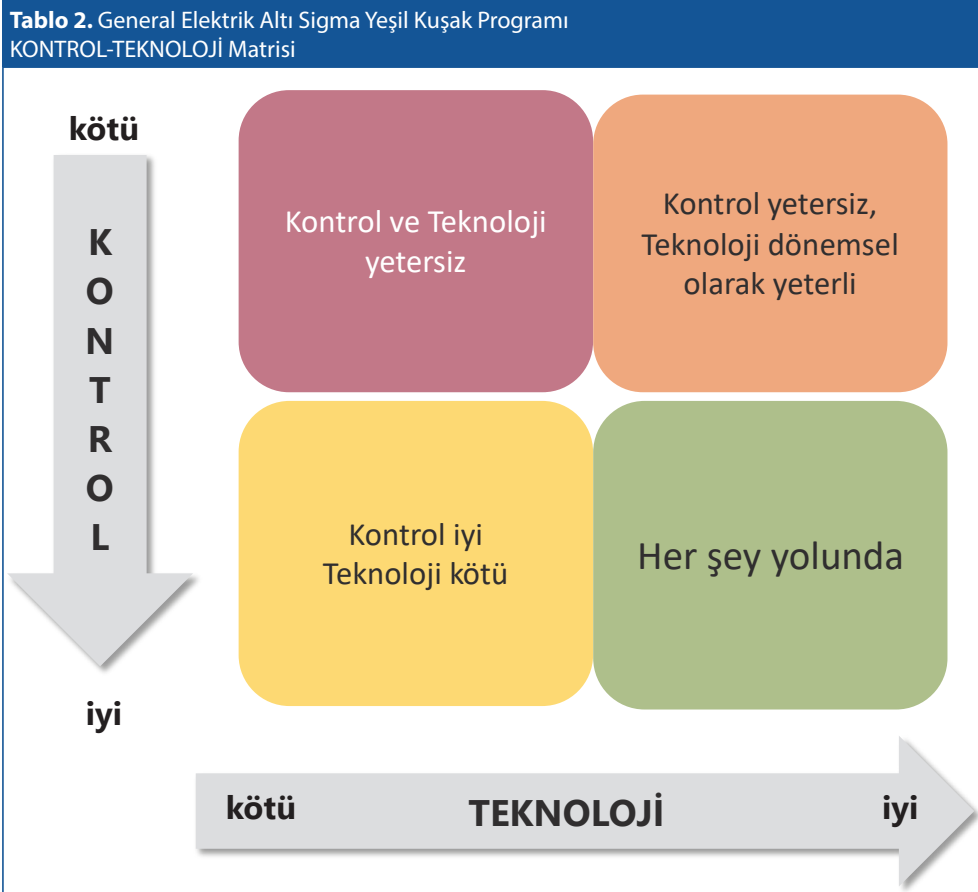 Tablo 2. General Elektrik Altı Sigma Yeşil Kuşak Programı
KONTROL-TEKNOLOJİ Matrisi
kötü
K
O
N
T
R
O
L
iyi
Kontrol ve Teknoloji
yetersiz
Kontrol yetersiz,
Teknoloji dönemsel
olarak yeterli
Kontrol iyi
Teknoloji kötü
Her şey yolunda
kötü
TEKNOLOJİ
iyi